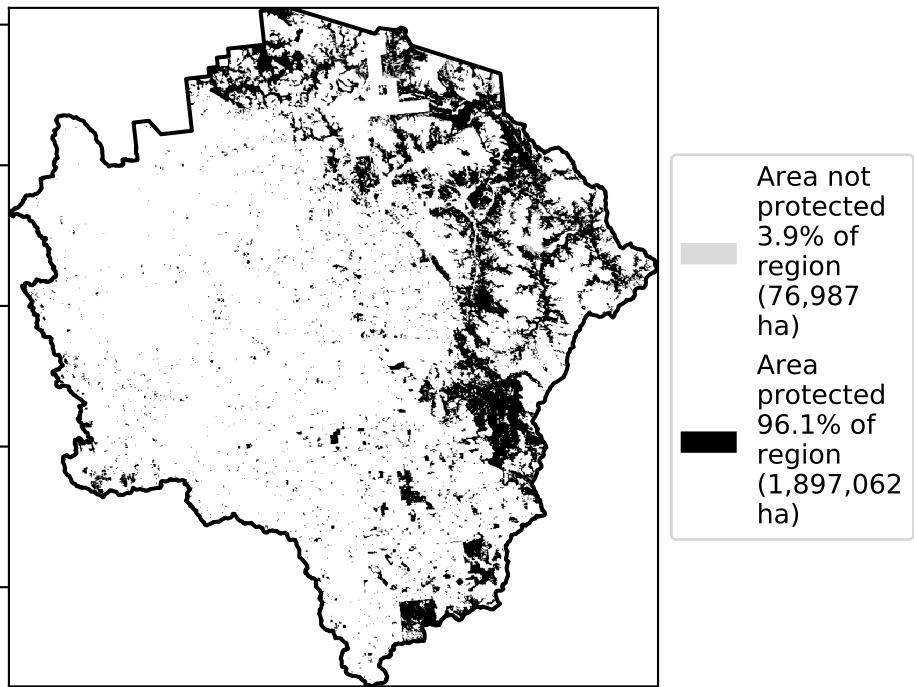 Area not
protected
3.9% of
region
(76,987
ha)
Area
protected
96.1% of
region
(1,897,062
ha)